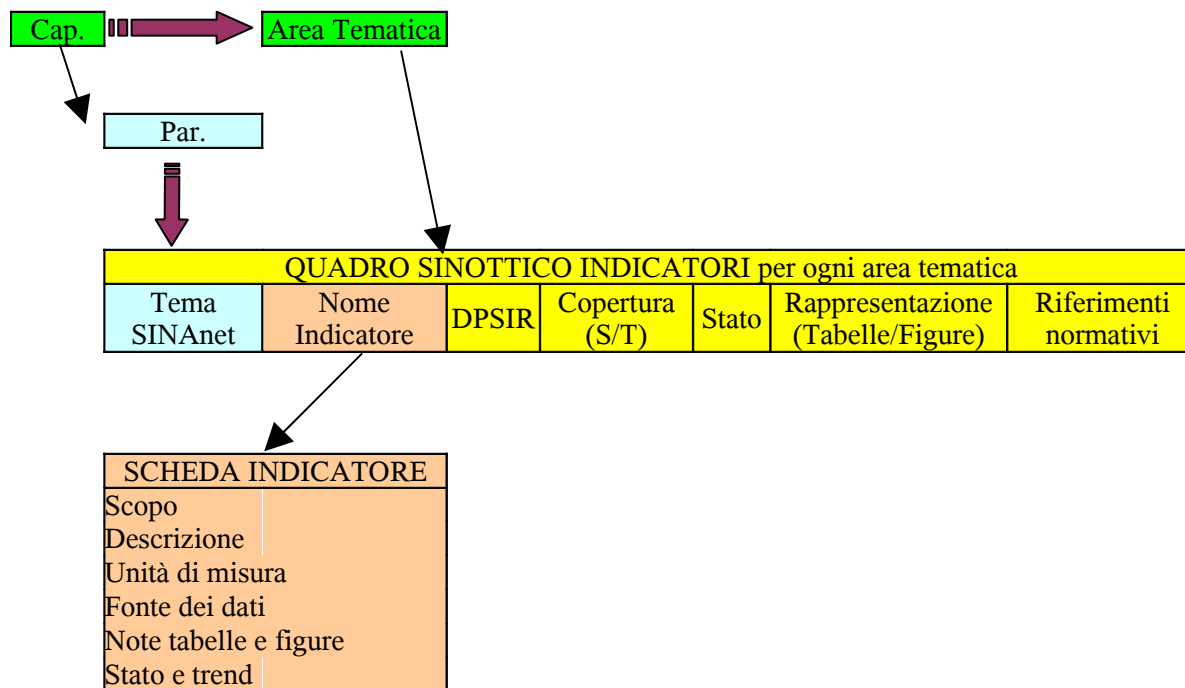 Cap.
Area Tematica
Par.
QUADRO SINOTTICO INDICATORI per ogni area tematica
Tema
SINAnet
Nome
Indicatore
DPSIR
Copertura
(S/T)
Stato
Rappresentazione
(Tabelle/Figure)
Riferimenti
normativi
SCHEDA INDICATORE
Scopo
Descrizione
Unità di misura
Fonte dei dati
Note tabelle e figure
Stato e trend